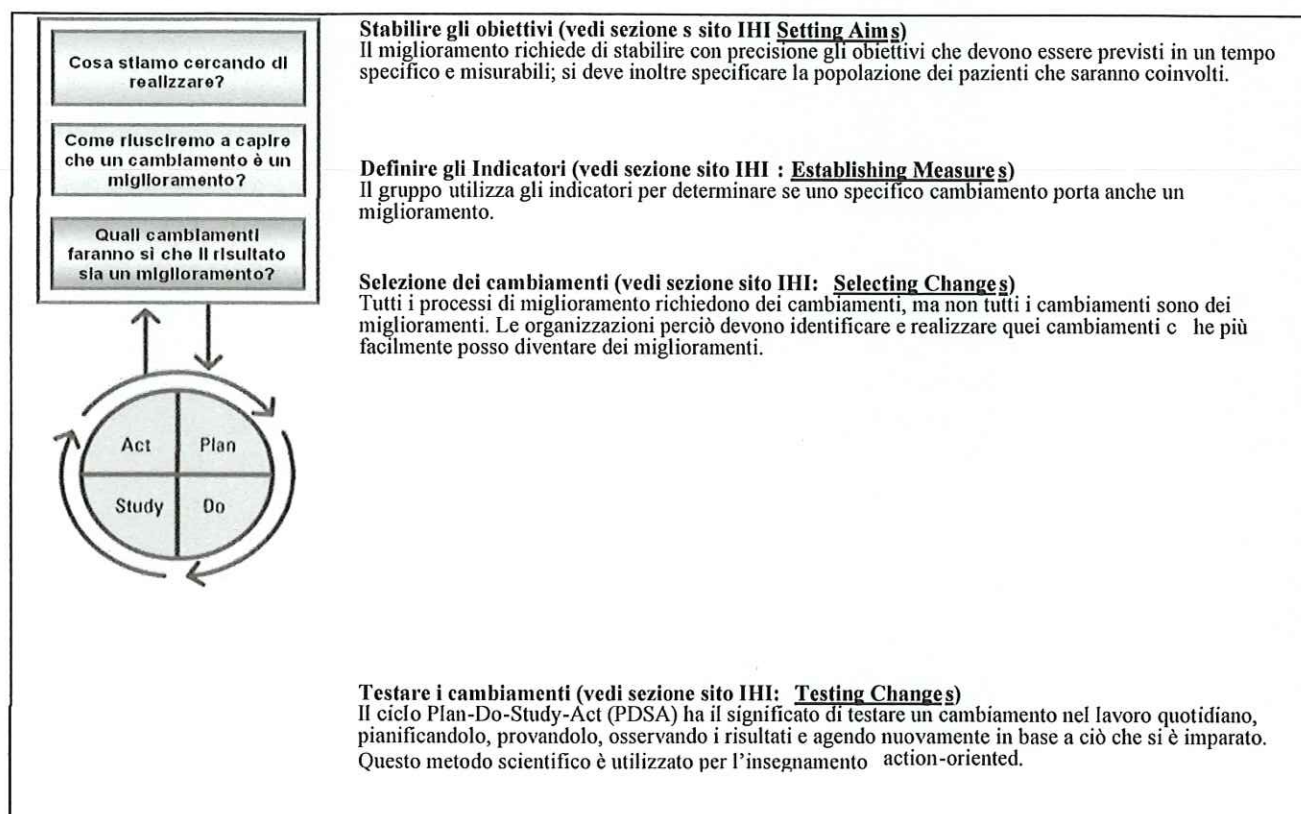 Cosa stiamo cercando di
realizzare?
Come riusciremo a capire
che un cambiamento è un
miglioramento?
Quali cambiamenti
faranno sì che il risultato
sia un miglioramento?
Act
Plan
Study
Do
Stabilire gli obiettivi (vedi sezione s sito IHI Setting Aims)
Il miglioramento richiede di stabilire con precisione gli obiettivi che devono essere previsti in un tempo
specifico e misurabili; si deve inoltre specificare la popolazione dei pazienti che saranno coinvolti.
Definire gli Indicatori (vedi sezione sito IHI : Establishing Measures)
Il gruppo utilizza gli indicatori per determinare se uno specifico cambiamento porta anche un
miglioramento.
Selezione dei cambiamenti (vedi sezione sito IHI: Selecting Changes)
Tutti i processi di miglioramento richiedono dei cambiamenti, ma non tutti i cambiamenti sono dei
miglioramenti. Le organizzazioni perciò devono identificare e realizzare quei cambiamenti c he più
facilmente posso diventare dei miglioramenti.
Testare i cambiamenti (vedi sezione sito IHI: Testing Changes)
Il ciclo Plan-Do-Study-Act (PDSA) ha il significato di testare un cambiamento nel lavoro quotidiano,
pianificandolo, provandolo, osservando i risultati e agendo nuovamente in base a ciò che si è imparato.
Questo metodo scientifico è utilizzato per l'insegnamento action-oriented.